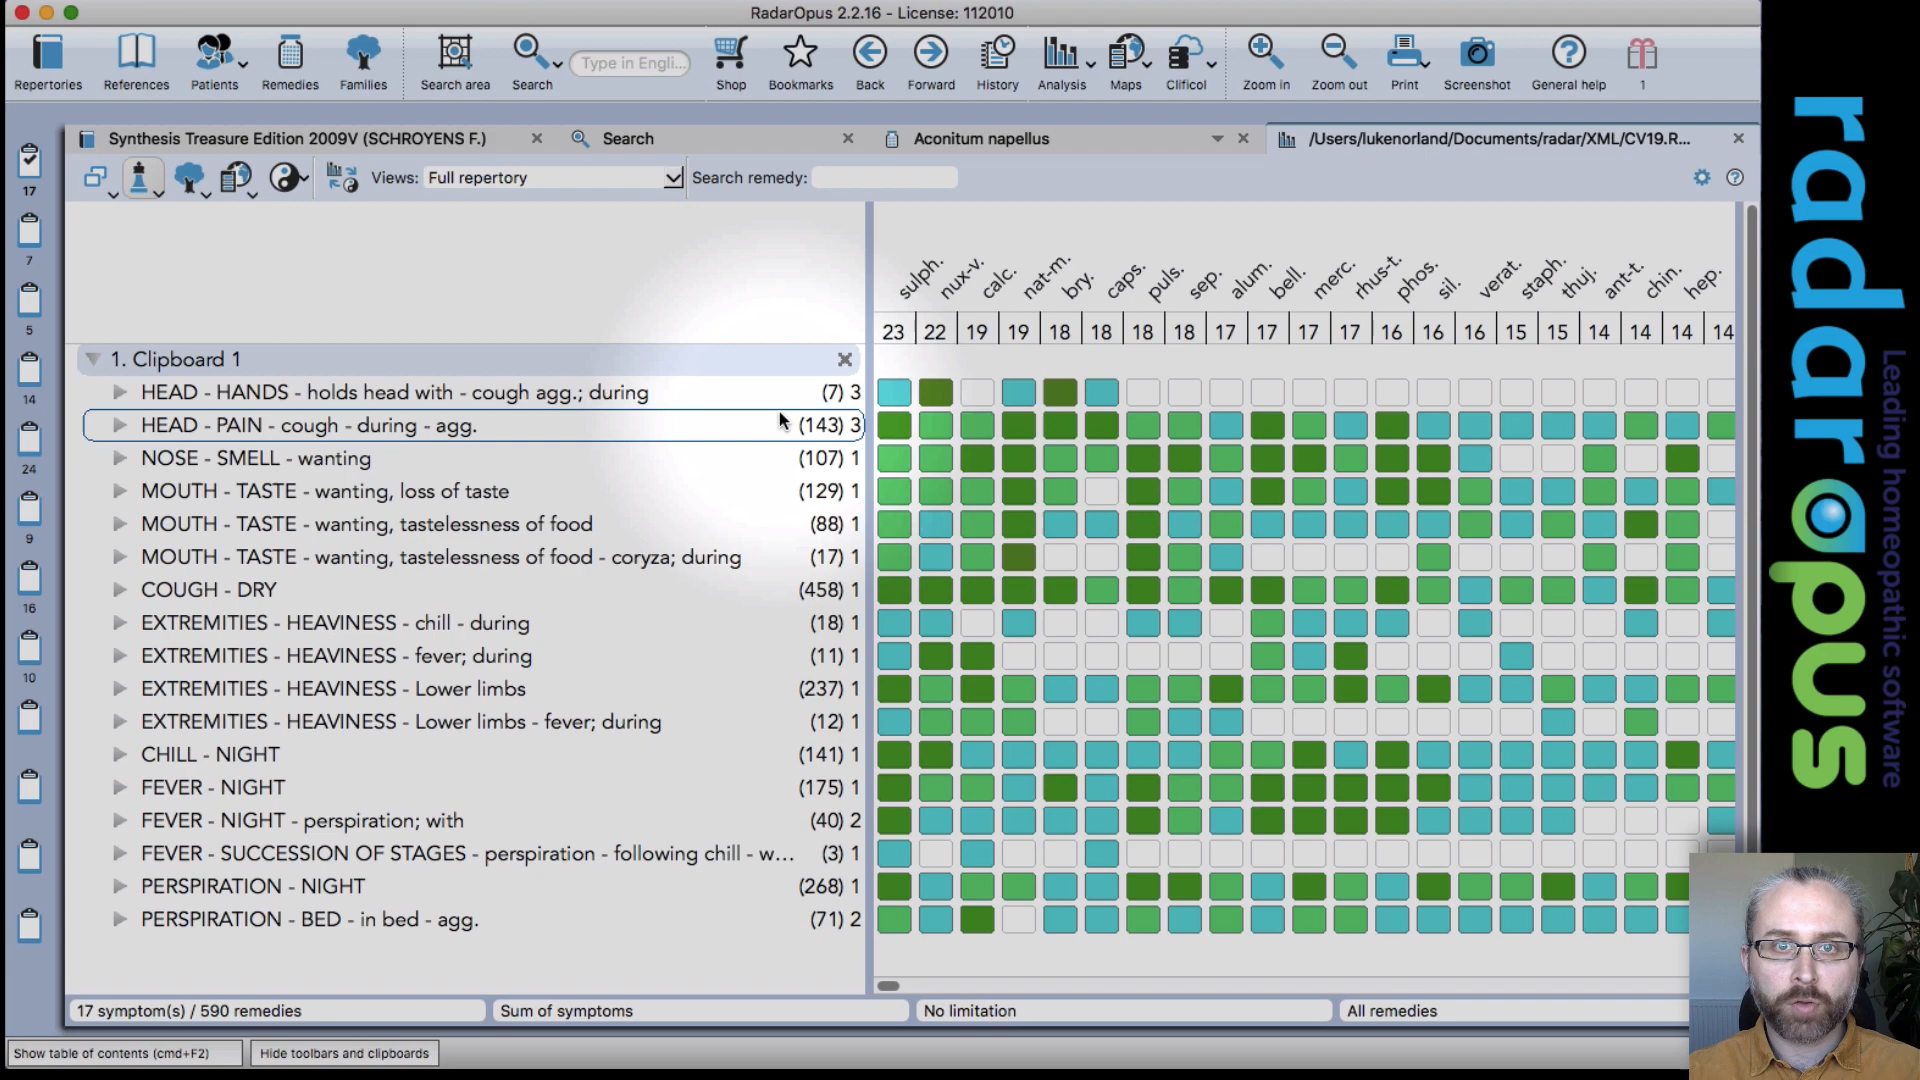 RadarOpus 2.2.16 - License: 112010
Repertories References Patients Remedies Families Search area Search Type in Engli... Shop Bookmarks Back Forward History Analysis Maps Clificol Zoom in Zoom out Print Screenshot General help 1
Synthesis Treasure Edition 2009V (SCHROYENS F.) Search Aconitum napellus /Users/lukenorland/Documents/radar/XML/CV19.R...
Views: Full repertory Search remedy:
17
7
5
14
24
9
16
10
sulph. nux-v. calc. nat-m. bry. caps. puls. sep. alum. bell. merc. rhus-t. phos. sil. verat. staph. thuj. ant-t. chin. hep.
23 22 19 19 18 18 18 18 17 17 17 17 16 16 16 15 15 14 14 14 14
1. Clipboard 1
HEAD - HANDS - holds head with - cough agg.; during (7) 3
HEAD - PAIN - cough - during - agg. (143) 3
NOSE - SMELL - wanting (107) 1
MOUTH - TASTE - wanting, loss of taste (129) 1
MOUTH - TASTE - wanting, tastelessness of food (88) 1
MOUTH - TASTE - wanting, tastelessness of food - coryza; during (17) 1
COUGH - DRY (458) 1
EXTREMITIES - HEAVINESS - chill - during (18) 1
EXTREMITIES - HEAVINESS - fever; during (11) 1
EXTREMITIES - HEAVINESS - Lower limbs (237) 1
EXTREMITIES - HEAVINESS - Lower limbs - fever; during (12) 1
CHILL - NIGHT (141) 1
FEVER - NIGHT (175) 1
FEVER - NIGHT - perspiration; with (40) 2
FEVER - SUCCESSION OF STAGES - perspiration - following chill - w... (3) 1
PERSPIRATION - NIGHT (268) 1
PERSPIRATION - BED - in bed - agg. (71) 2
17 symptom(s) / 590 remedies Sum of symptoms No limitation All remedies
Show table of contents (cmd+F2) Hide toolbars and clipboards
radaropus
Leading homeopathic software